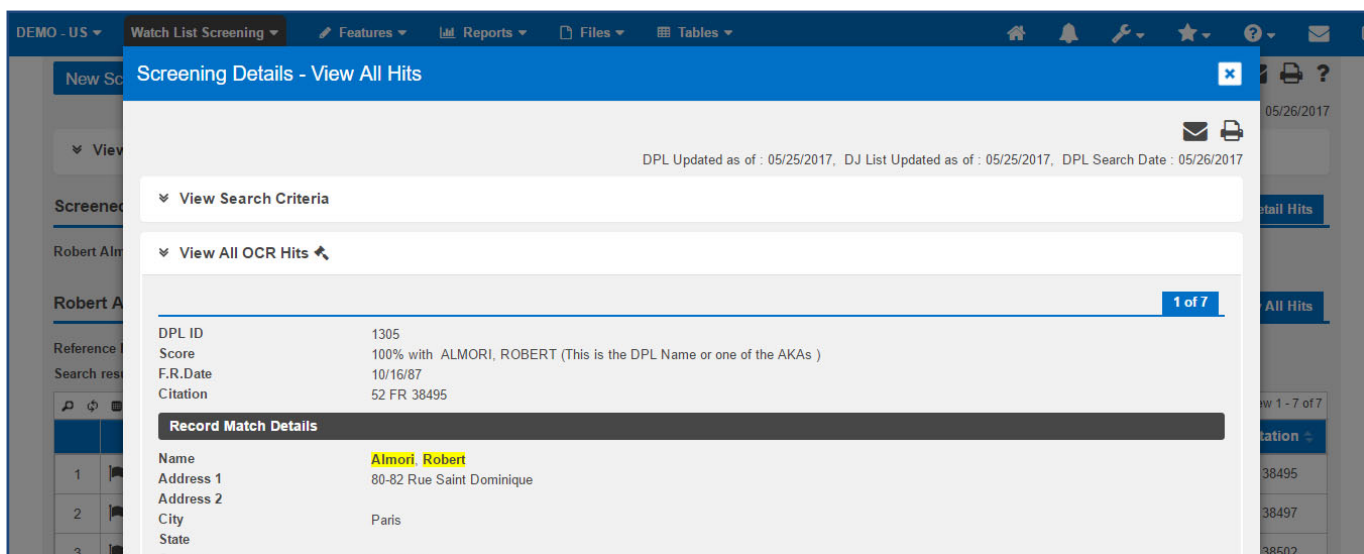 DEMO - US Watch List Screening Features Reports Files Tables
New Sc
Screening Details - View All Hits
?
05/26/2017
DPL Updated as of : 05/25/2017, DJ List Updated as of : 05/25/2017, DPL Search Date : 05/26/2017
View
View Search Criteria
Screened
etail Hits
Robert Alm
View All OCR Hits
Robert A
1 of 7
All Hits
DPL ID 1305
Reference
Score 100% with ALMORI, ROBERT (This is the DPL Name or one of the AKAs )
F.R.Date 10/16/87
Search resu
Citation 52 FR 38495
ew 1 - 7 of 7
Record Match Details
tation
Name Almori, Robert
1
Address 1 80-82 Rue Saint Dominique
38495
Address 2
2
City Paris
38497
State
3
38502